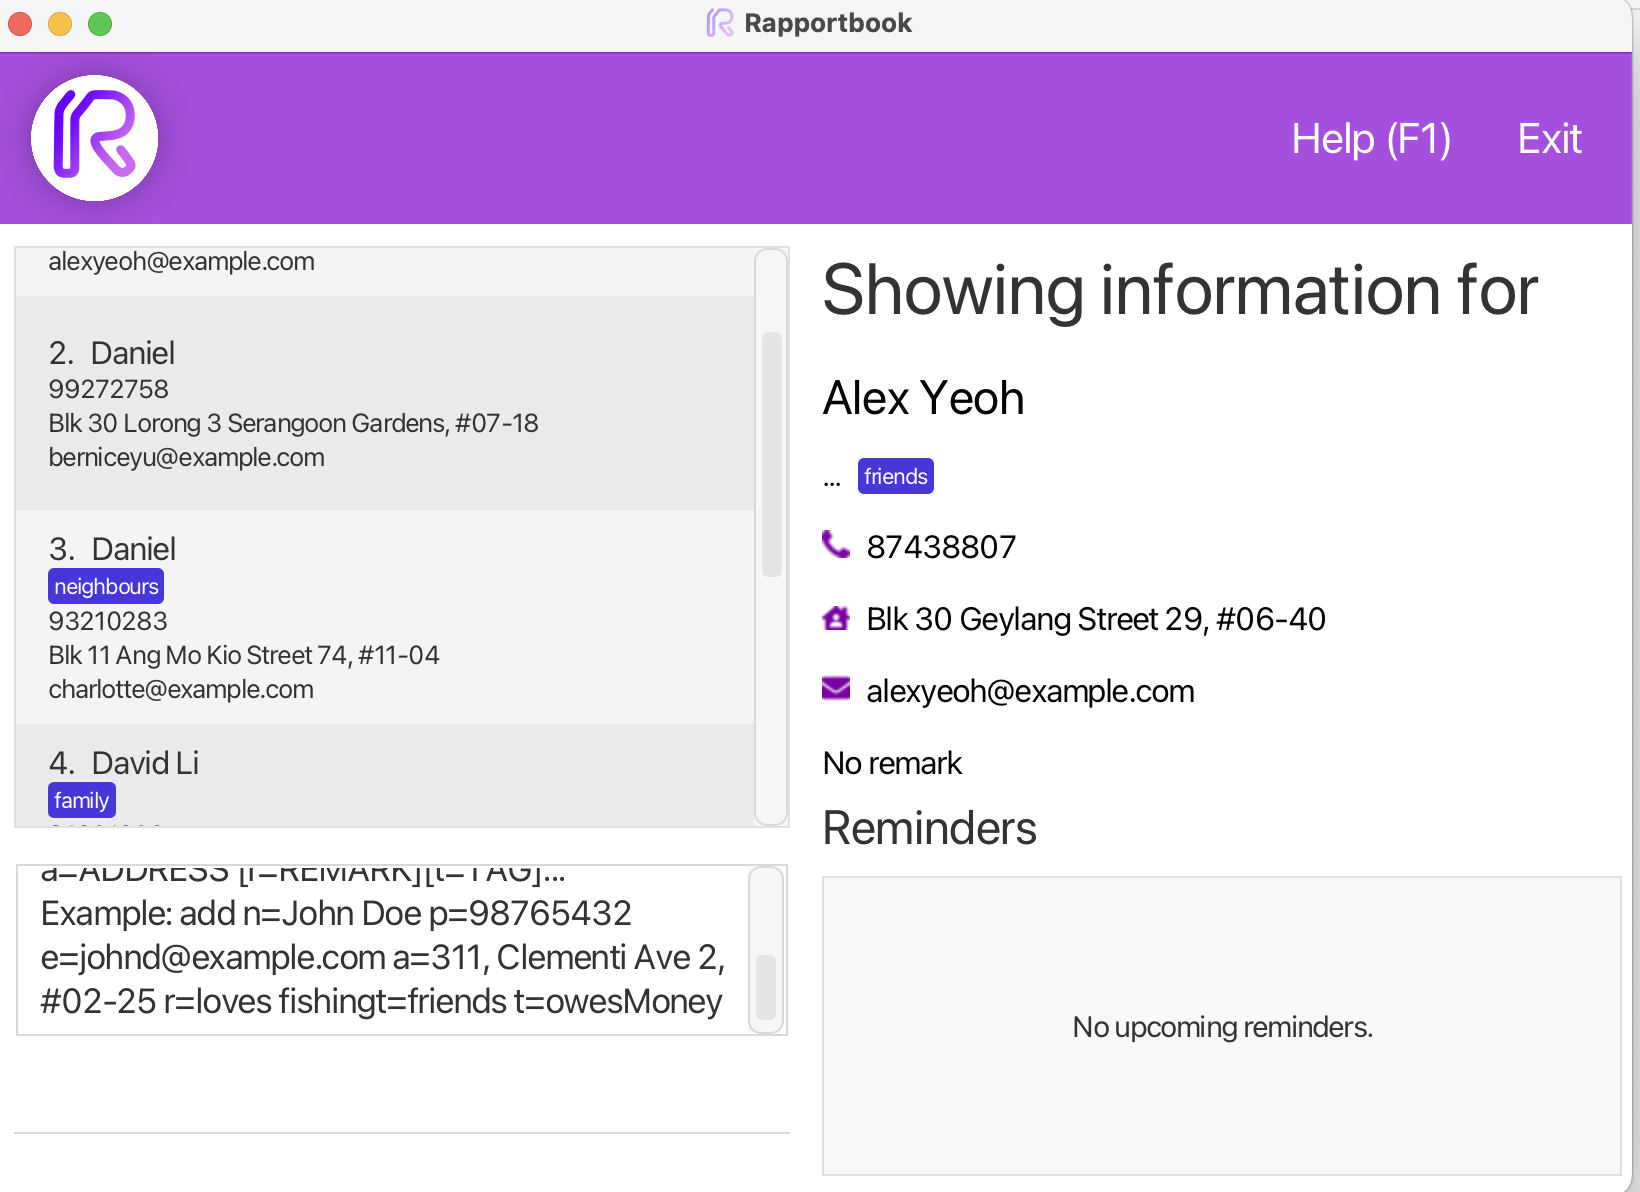 Rapportbook
Help (F1)
Exit
alexyeoh@example.com
2. Daniel
99272758
Blk 30 Lorong 3 Serangoon Gardens, #07-18
berniceyu@example.com
3. Daniel
neighbours
93210283
Blk 11 Ang Mo Kio Street 74, #11-04
charlotte@example.com
4. David Li
family
a=ADDRESS [r=REMARK][t=TAG]...
Example: add n=John Doe p=98765432
e=johnd@example.com a=311, Clementi Ave 2,
#02-25 r=loves fishingt=friends t=owesMoney
Showing information for
Alex Yeoh
... friends
87438807
Blk 30 Geylang Street 29, #06-40
alexyeoh@example.com
No remark
Reminders
No upcoming reminders.